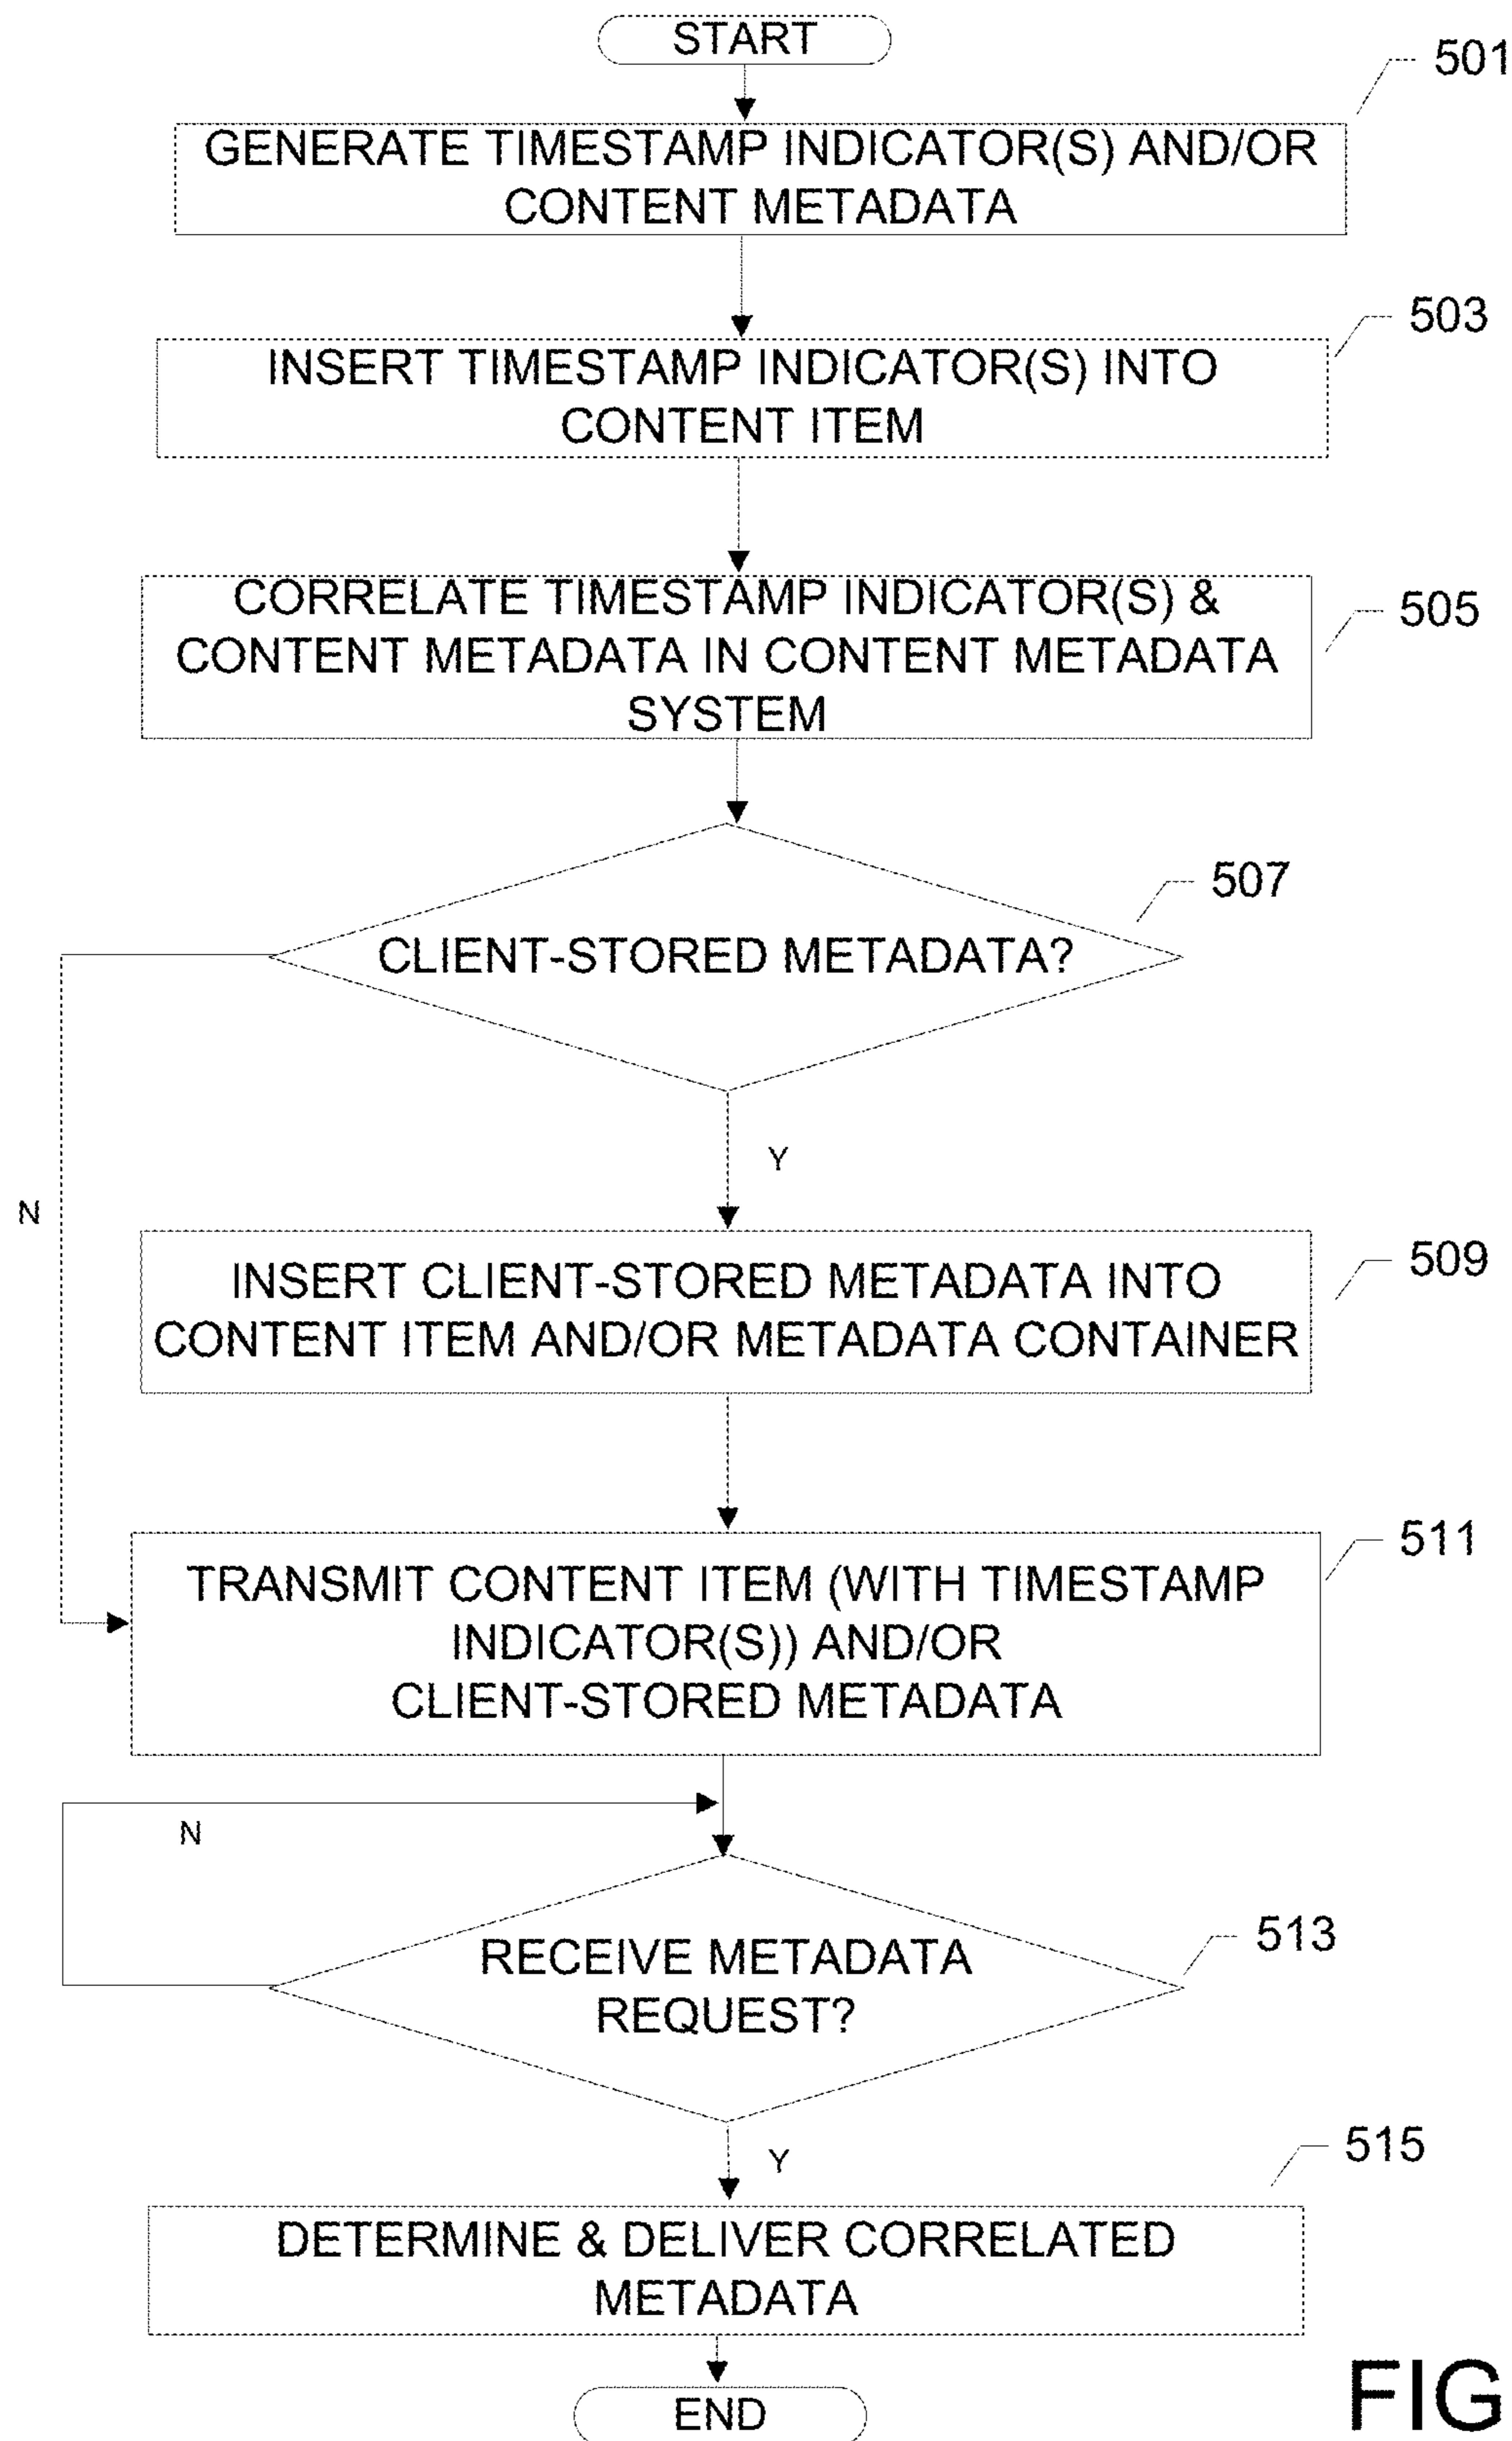 START
501
GENERATE TIMESTAMP INDICATOR(S) AND/OR
CONTENT METADATA
503
INSERT TIMESTAMP INDICATOR(S) INTO
CONTENT ITEM
505
CORRELATE TIMESTAMP INDICATOR(S) &
CONTENT METADATA IN CONTENT METADATA
SYSTEM
507
CLIENT-STORED METADATA?
Y
N
509
INSERT CLIENT-STORED METADATA INTO
CONTENT ITEM AND/OR METADATA CONTAINER
511
TRANSMIT CONTENT ITEM (WITH TIMESTAMP
INDICATOR(S)) AND/OR
CLIENT-STORED METADATA
N
513
RECEIVE METADATA
REQUEST?
Y
515
DETERMINE & DELIVER CORRELATED
METADATA
END
FIG